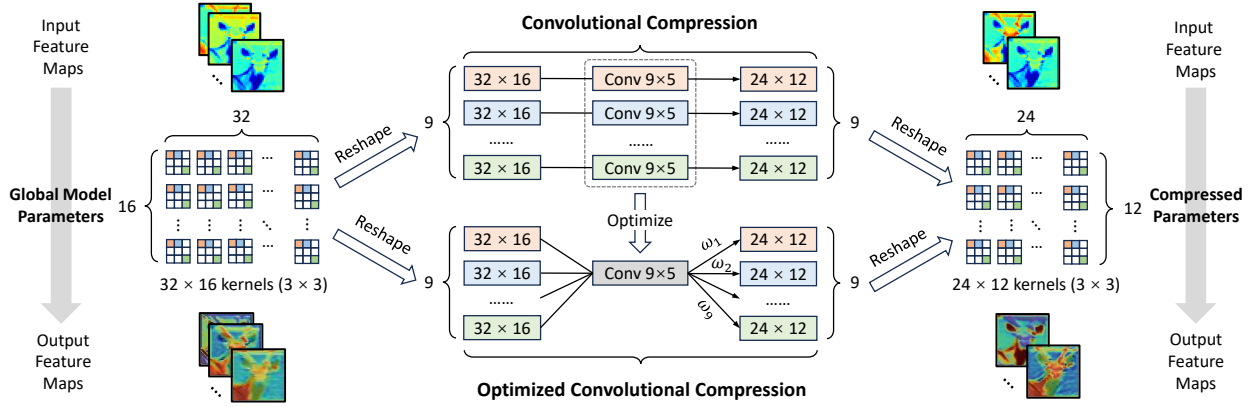 Input
Feature
Maps
32
16
Global Model
Parameters
...
32 × 16 kernels (3 × 3)
Output
Feature
Maps
Reshape
Reshape
Convolutional Compression
9
32 × 16
Conv 9×5
24 × 12
32 × 16
Conv 9×5
24 × 12
......
......
......
32 × 16
Conv 9×5
24 × 12
9
Optimize
9
32 × 16
32 × 16
......
32 × 16
Conv 9×5
ω1
ω2
ω9
24 × 12
24 × 12
......
24 × 12
9
Optimized Convolutional Compression
Reshape
Reshape
Input
Feature
Maps
24
12
Compressed
Parameters
...
24 × 12 kernels (3 × 3)
Output
Feature
Maps